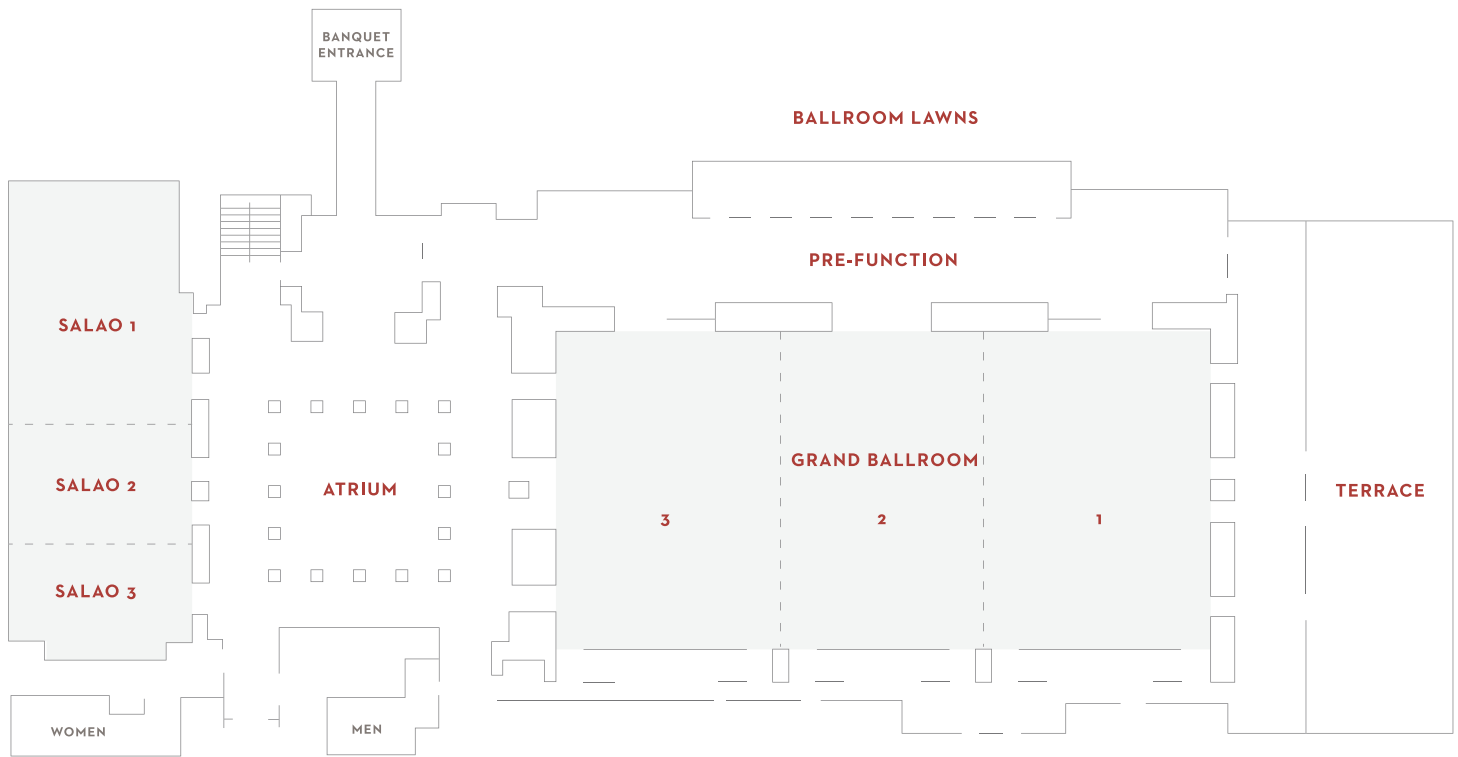 BANQUET
ENTRANCE
BALLROOM LAWNS
PRE-FUNCTION
SALAO 1
GRAND BALLROOM
SALAO 2
ATRIUM
TERRACE
3
2
1
SALAO 3
WOMEN
MEN